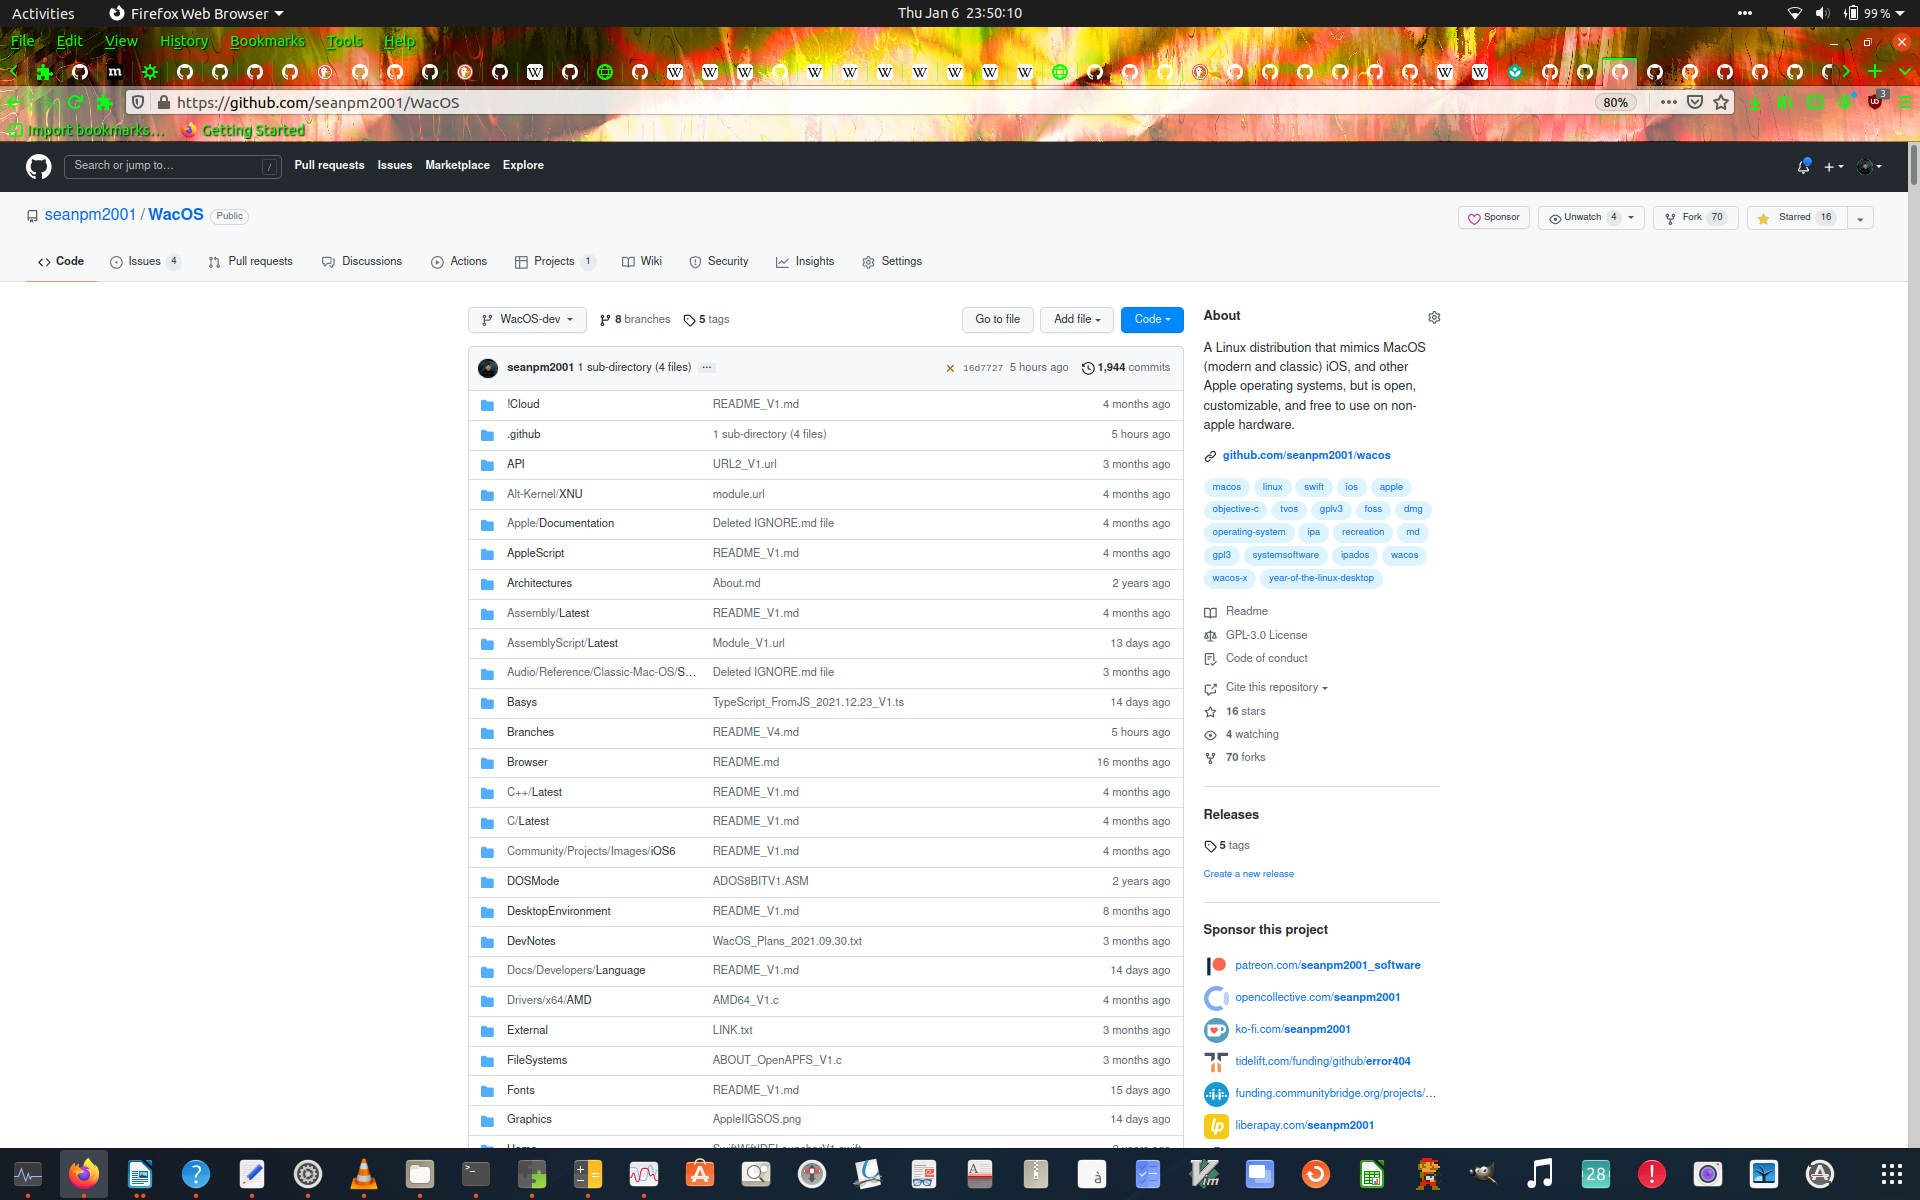 Activities Firefox Web Browser Thu Jan 6 23:50:10 99 %
File Edit View History Bookmarks Tools Help
https://github.com/seanpm2001/WacOS 80% 3
Import bookmarks... Getting Started
Search or jump to... / Pull requests Issues Marketplace Explore
seanpm2001 / WacOS Public Sponsor Unwatch 4 Fork 70 Starred 16
Code Issues 4 Pull requests Discussions Actions Projects 1 Wiki Security Insights Settings
WacOS-dev 8 branches 5 tags Go to file Add file Code
seanpm2001 1 sub-directory (4 files) ... 16d7727 5 hours ago 1,944 commits
!Cloud README_V1.md 4 months ago
.github 1 sub-directory (4 files) 5 hours ago
API URL2_V1.url 3 months ago
Alt-Kernel/XNU module.url 4 months ago
Apple/Documentation Deleted IGNORE.md file 4 months ago
AppleScript README_V1.md 4 months ago
Architectures About.md 2 years ago
Assembly/Latest README_V1.md 4 months ago
AssemblyScript/Latest Module_V1.url 13 days ago
Audio/Reference/Classic-Mac-OS/S... Deleted IGNORE.md file 3 months ago
Basys TypeScript_FromJS_2021.12.23_V1.ts 14 days ago
Branches README_V4.md 5 hours ago
Browser README.md 16 months ago
C++/Latest README_V1.md 4 months ago
C/Latest README_V1.md 4 months ago
Community/Projects/Images/iOS6 README_V1.md 4 months ago
DOSMode ADOS8BITV1.ASM 2 years ago
DesktopEnvironment README_V1.md 8 months ago
DevNotes WacOS_Plans_2021.09.30.txt 3 months ago
Docs/Developers/Language README_V1.md 14 days ago
Drivers/x64/AMD AMD64_V1.c 4 months ago
External LINK.txt 3 months ago
FileSystems ABOUT_OpenAPFS_V1.c 3 months ago
Fonts README_V1.md 15 days ago
Graphics AppleIIGSOS.png 14 days ago
About
A Linux distribution that mimics MacOS
(modern and classic) iOS, and other
Apple operating systems, but is open,
customizable, and free to use on non-
apple hardware.
github.com/seanpm2001/wacos
macos linux swift ios apple
objective-c tvos gplv3 foss dmg
operating-system ipa recreation md
gpl3 systemsoftware ipados wacos
wacos-x year-of-the-linux-desktop
Readme
GPL-3.0 License
Code of conduct
Cite this repository
16 stars
4 watching
70 forks
Releases
5 tags
Create a new release
Sponsor this project
patreon.com/seanpm2001_software
opencollective.com/seanpm2001
ko-fi.com/seanpm2001
tidelift.com/funding/github/error404
funding.communitybridge.org/projects/...
liberapay.com/seanpm2001
28